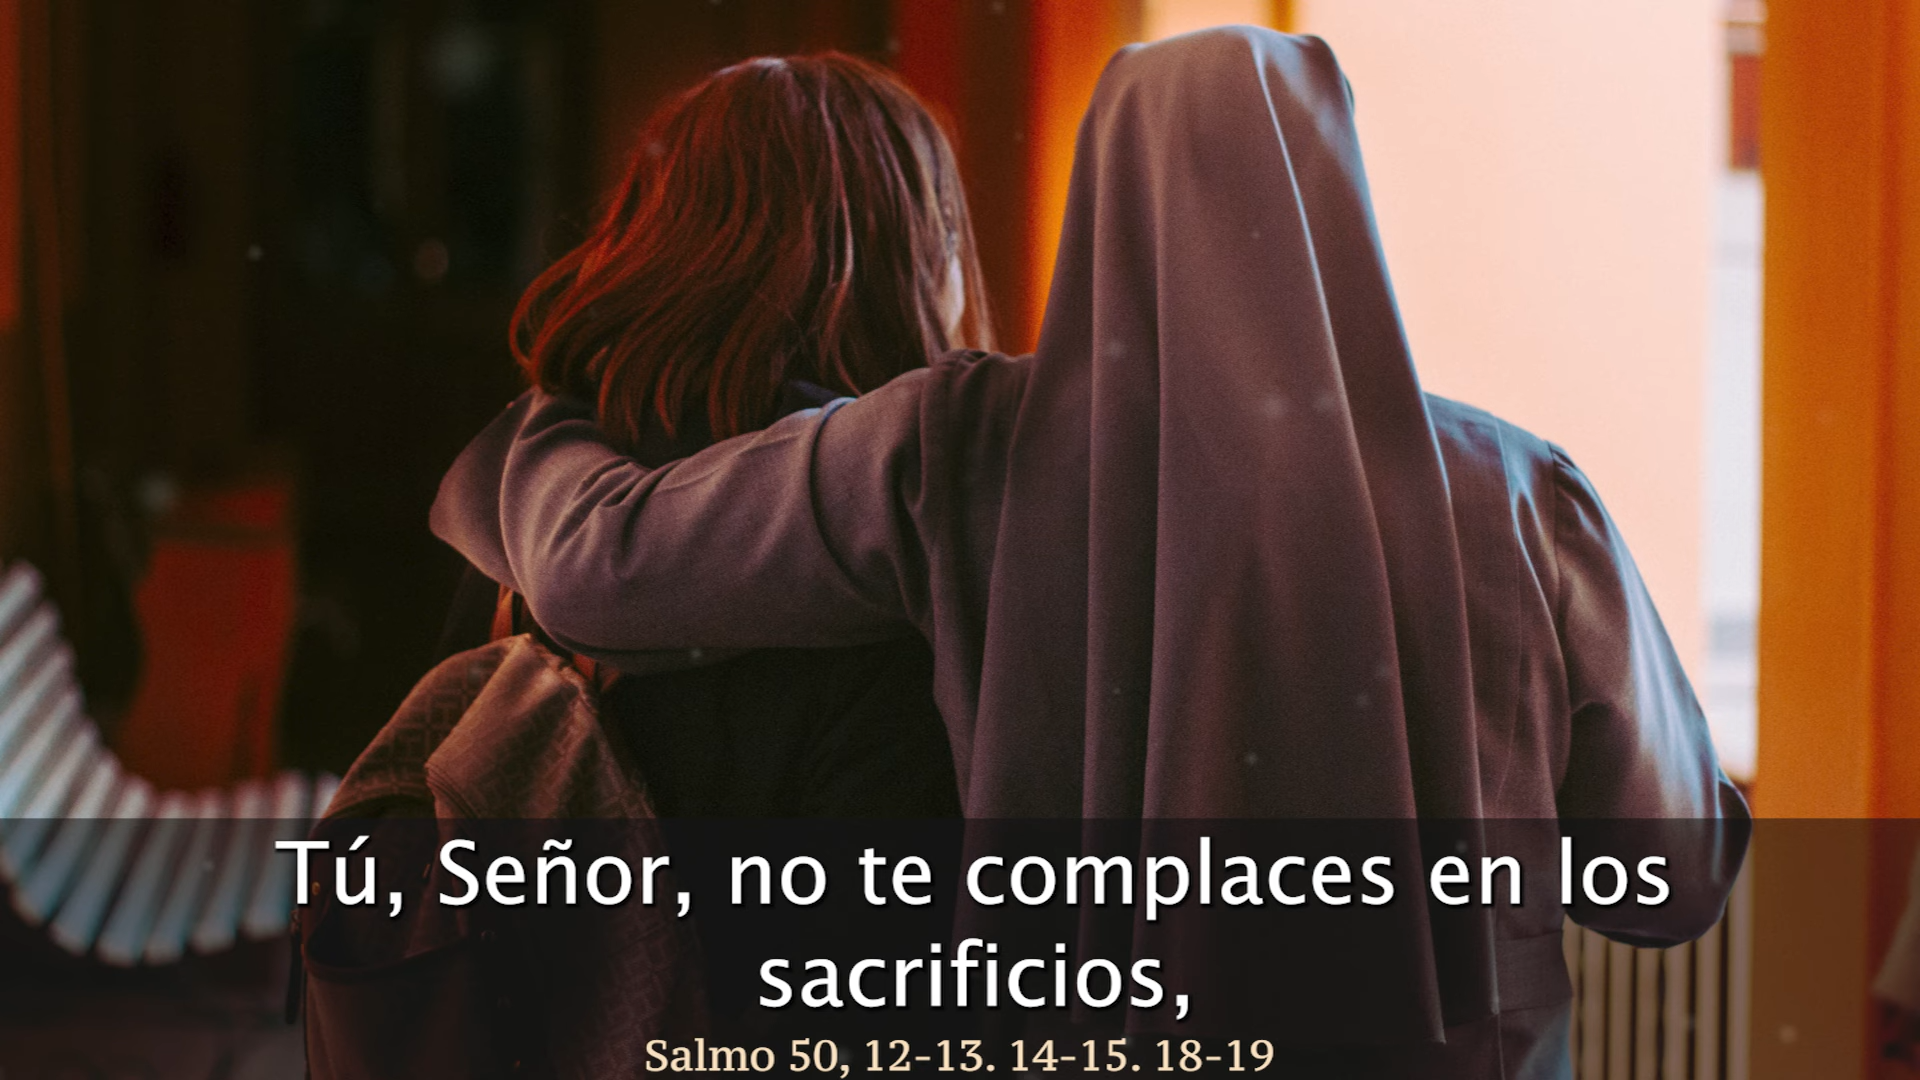 Tú, Señor, no te complaces en los
sacrificios,
Salmo 50, 12-13. 14-15. 18-19